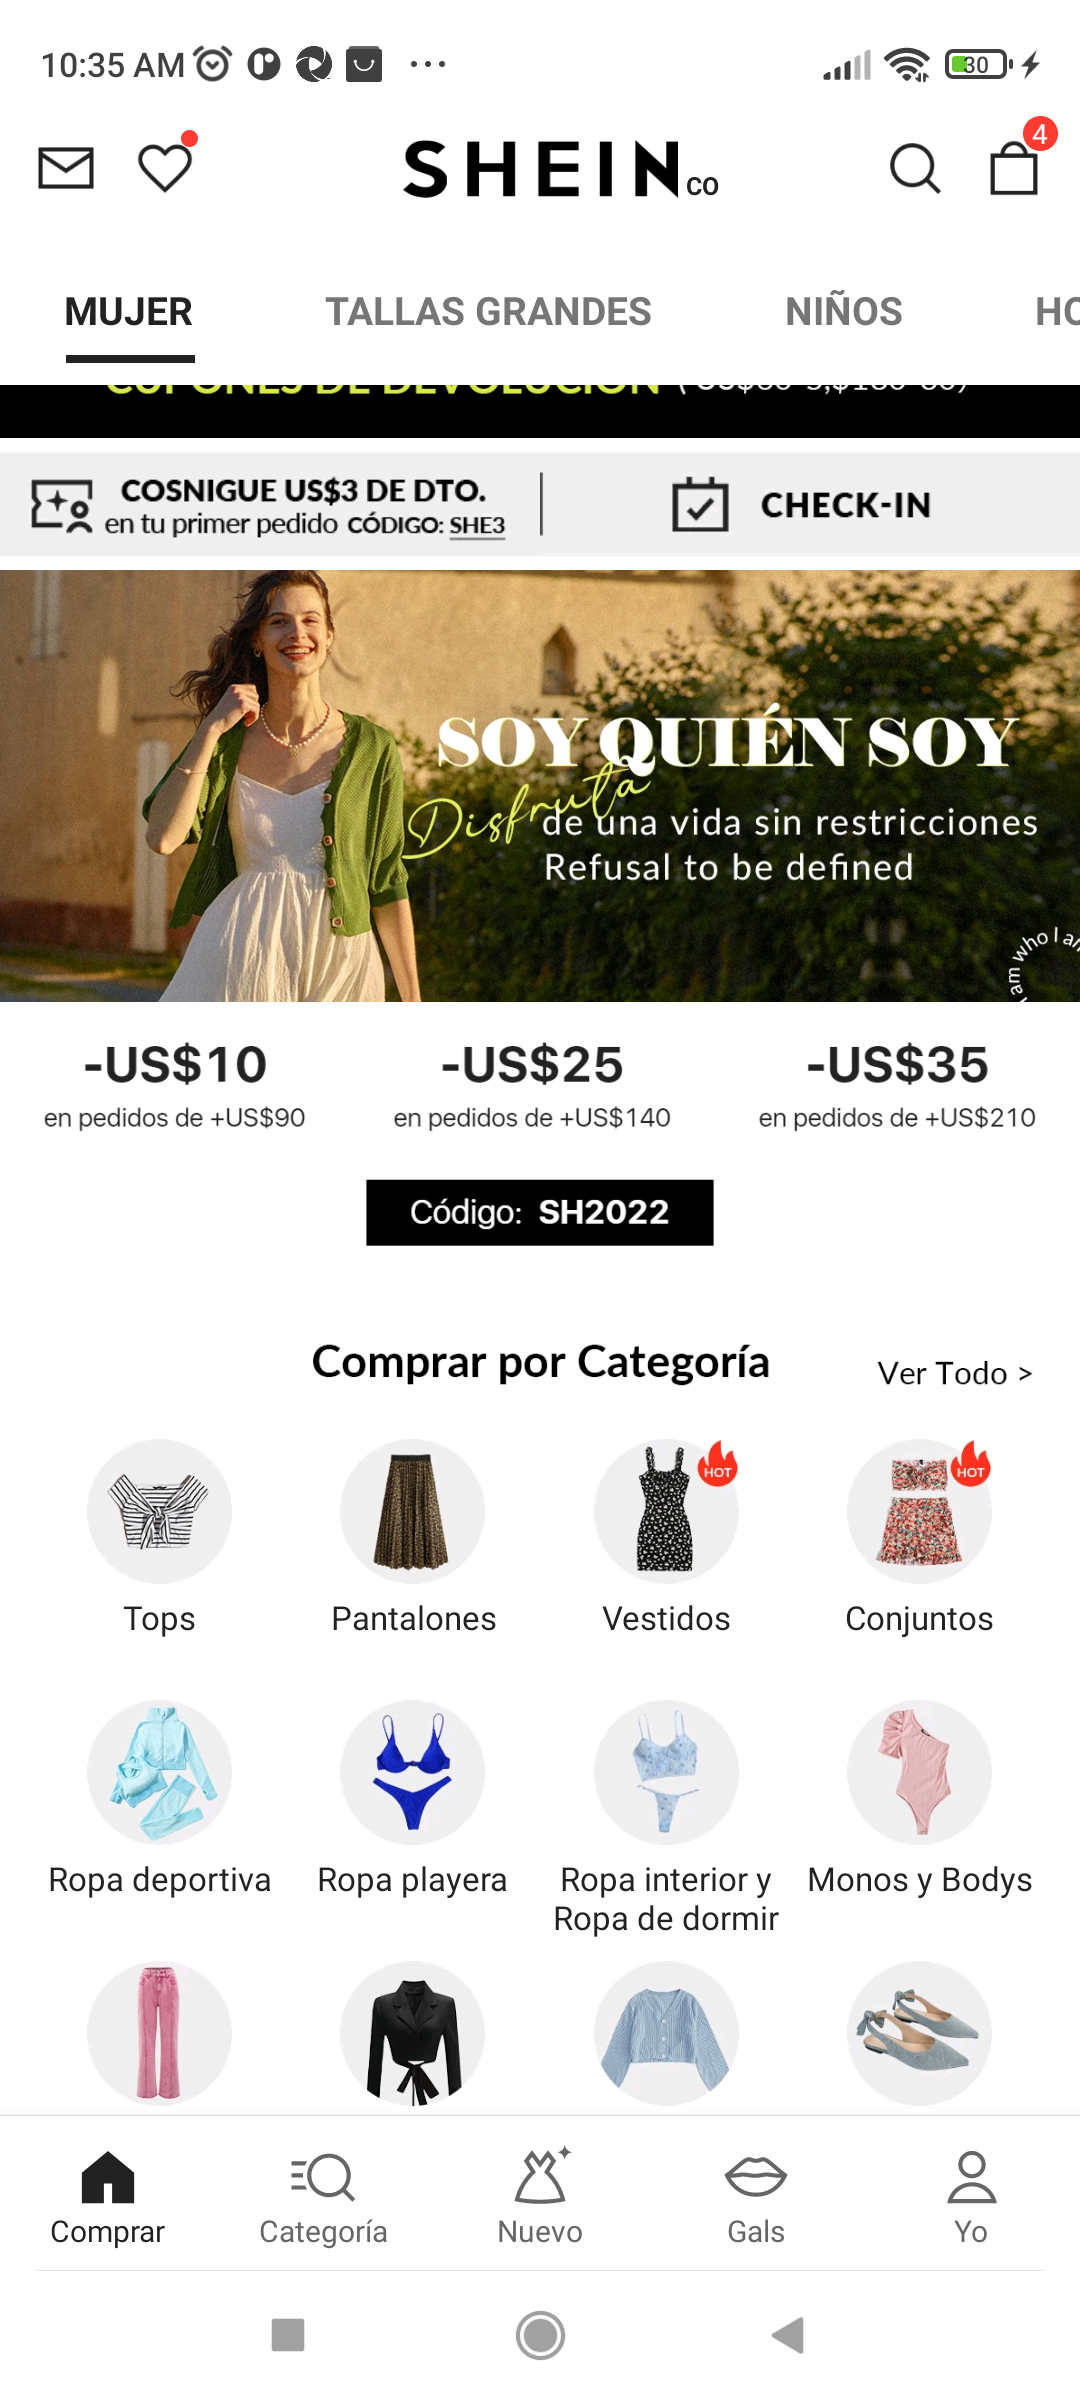 10:35 AM
30
SHEIN CO
4
MUJER TALLAS GRANDES NIÑOS
CUPONES DE DEVOLUCIÓN
COSNIGUE US$3 DE DTO.
en tu primer pedido CÓDIGO: SHE3
CHECK-IN
SOY QUIÉN SOY
Disfruta de una vida sin restricciones
Refusal to be defined
am who I am
-US$10 -US$25 -US$35
en pedidos de +US$90 en pedidos de +US$140 en pedidos de +US$210
Código: SH2022
Comprar por Categoría
Ver Todo >
HOT HOT
Tops Pantalones Vestidos Conjuntos
Ropa deportiva Ropa playera Ropa interior y Monos y Bodys
Ropa de dormir
Comprar Categoría Nuevo Gals Yo